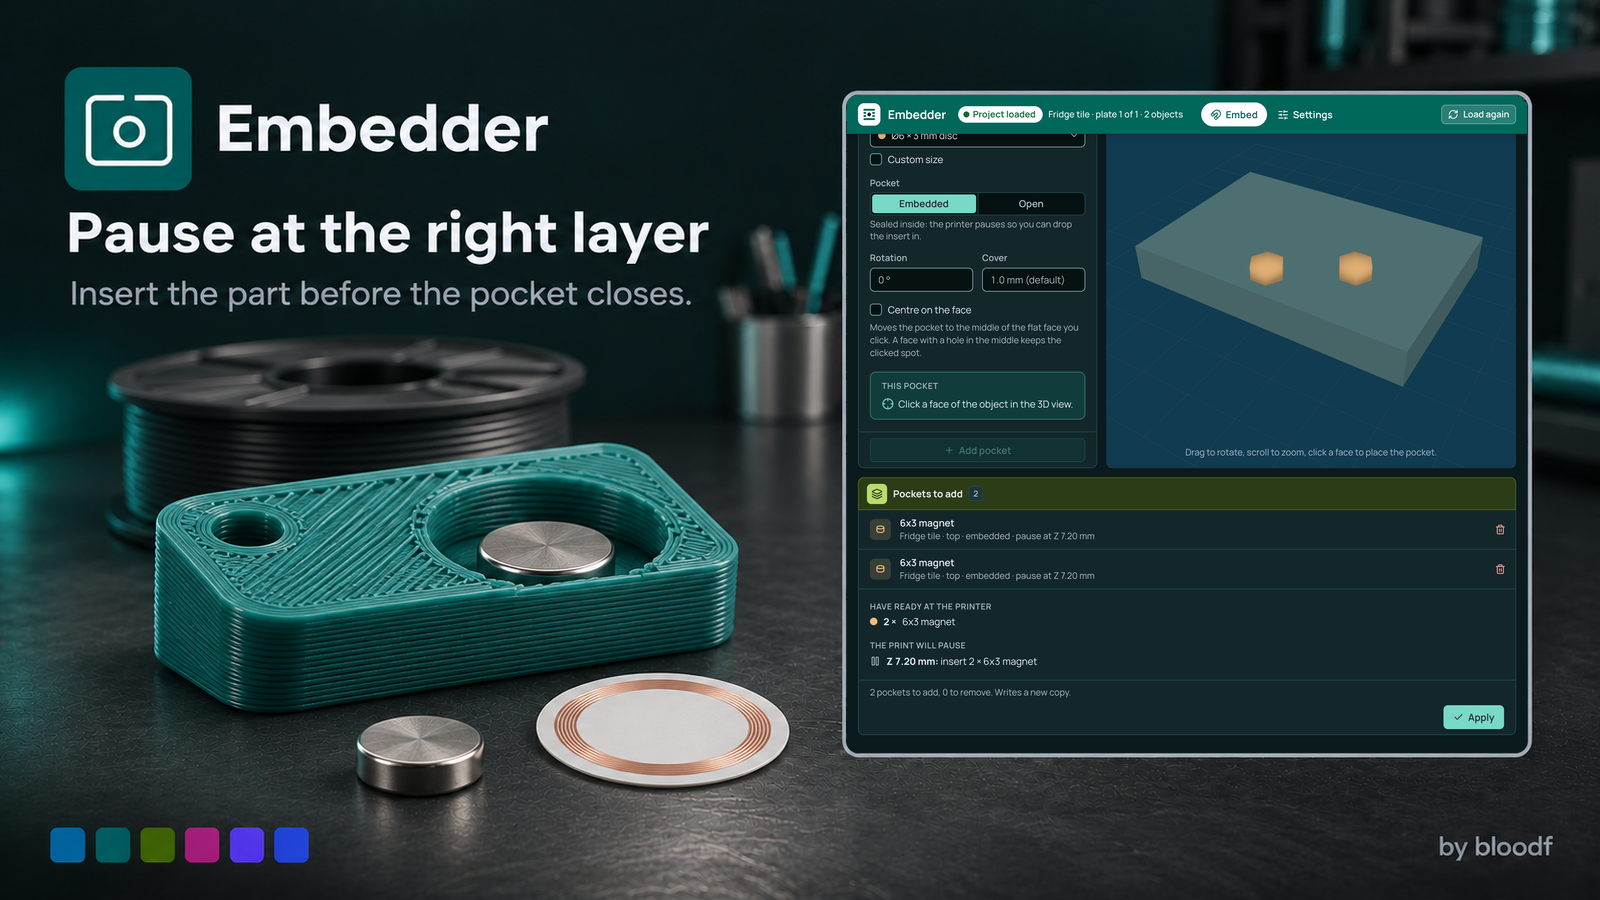 Embedder
Pause at the right layer
Insert the part before the pocket closes.
Embedder
Project loaded
Fridge tile · plate 1 of 1 · 2 objects
Embed
Settings
Load again
Ø6 × 3 mm disc
Custom size
Pocket
Embedded
Open
Sealed inside: the printer pauses so you can drop
the insert in.
Rotation
Cover
0 °
1.0 mm (default)
Centre on the face
Moves the pocket to the middle of the flat face you
click. A face with a hole in the middle keeps the
clicked spot.
THIS POCKET
Click a face of the object in the 3D view.
+ Add pocket
Drag to rotate, scroll to zoom, click a face to place the pocket.
Pockets to add 2
6x3 magnet
Fridge tile · top · embedded · pause at Z 7.20 mm
6x3 magnet
Fridge tile · top · embedded · pause at Z 7.20 mm
HAVE READY AT THE PRINTER
2 × 6x3 magnet
THE PRINT WILL PAUSE
Z 7.20 mm: insert 2 × 6x3 magnet
2 pockets to add, 0 to remove. Writes a new copy.
Apply
by bloodf